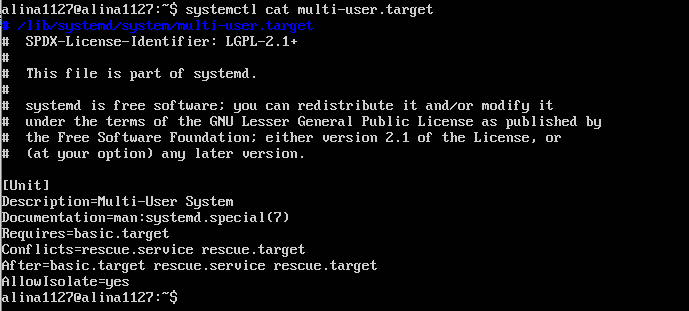 alina1127@alina1127:~$ systemctl cat multi-user.target
# /lib/systemd/system/multi-user.target
#  SPDX-License-Identifier: LGPL-2.1+
#
#  This file is part of systemd.
#
#  systemd is free software; you can redistribute it and/or modify it
#  under the terms of the GNU Lesser General Public License as published by
#  the Free Software Foundation; either version 2.1 of the License, or
#  (at your option) any later version.

[Unit]
Description=Multi-User System
Documentation=man:systemd.special(7)
Requires=basic.target
Conflicts=rescue.service rescue.target
After=basic.target rescue.service rescue.target
AllowIsolate=yes
alina1127@alina1127:~$